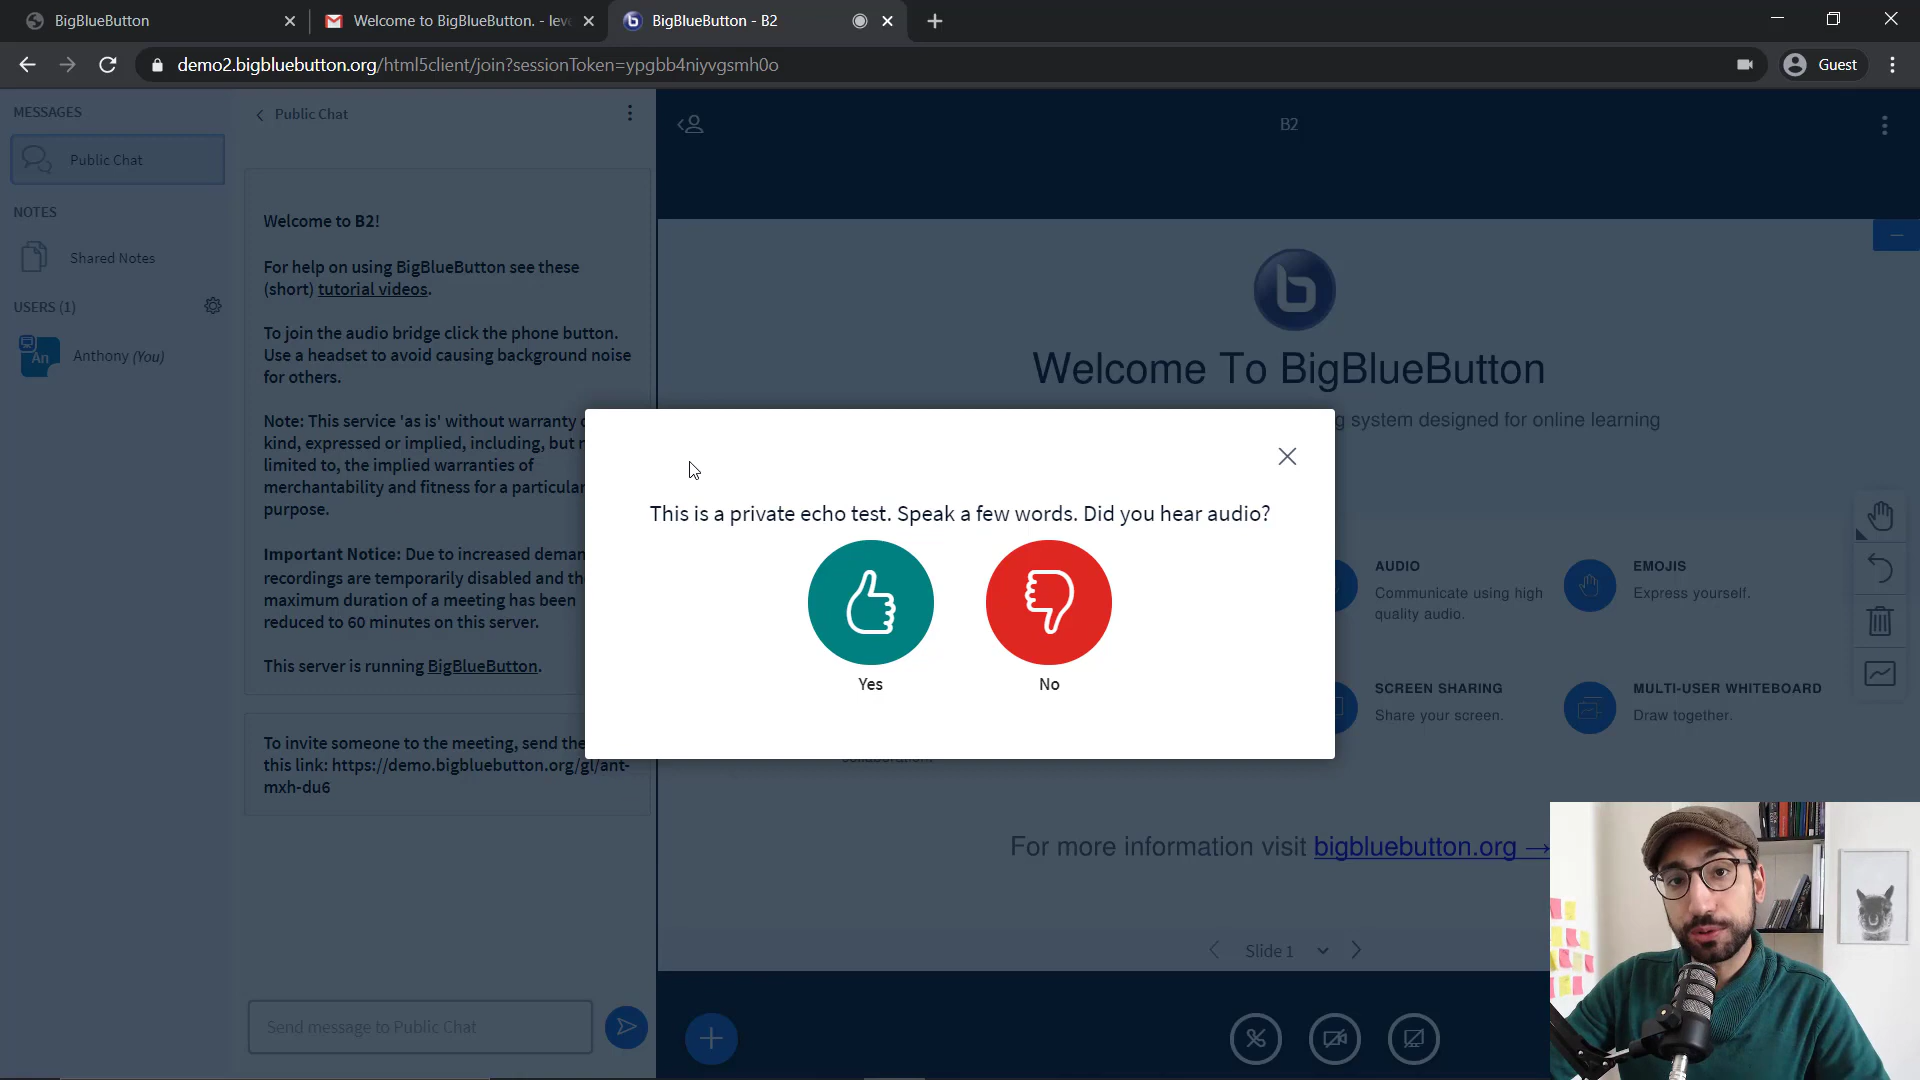 BigBlueButton
Welcome to BigBlueButton. - leve
BigBlueButton - B2
demo2.bigbluebutton.org/html5client/join?sessionToken=ypgbb4niyvgsmh0o
Guest
MESSAGES
Public Chat
NOTES
Shared Notes
USERS (1)
An
Anthony (You)
Public Chat
Welcome to B2!
For help on using BigBlueButton see these
(short) tutorial videos.
To join the audio bridge click the phone button.
Use a headset to avoid causing background noise
for others.
Note: This service 'as is' without warranty
kind, expressed or implied, including, but
limited to, the implied warranties of
merchantability and fitness for a particular
purpose.
Important Notice: Due to increased deman
recordings are temporarily disabled and th
maximum duration of a meeting has been
reduced to 60 minutes on this server.
This server is running BigBlueButton.
To invite someone to the meeting, send the
this link: https://demo.bigbluebutton.org/gl/ant-
mxh-du6
Send message to Public Chat
B2
Welcome To BigBlueButton
system designed for online learning
This is a private echo test. Speak a few words. Did you hear audio?
Yes
No
AUDIO
Communicate using high
quality audio.
EMOJIS
Express yourself.
SCREEN SHARING
Share your screen.
MULTI-USER WHITEBOARD
Draw together.
For more information visit bigbluebutton.org →
Slide 1